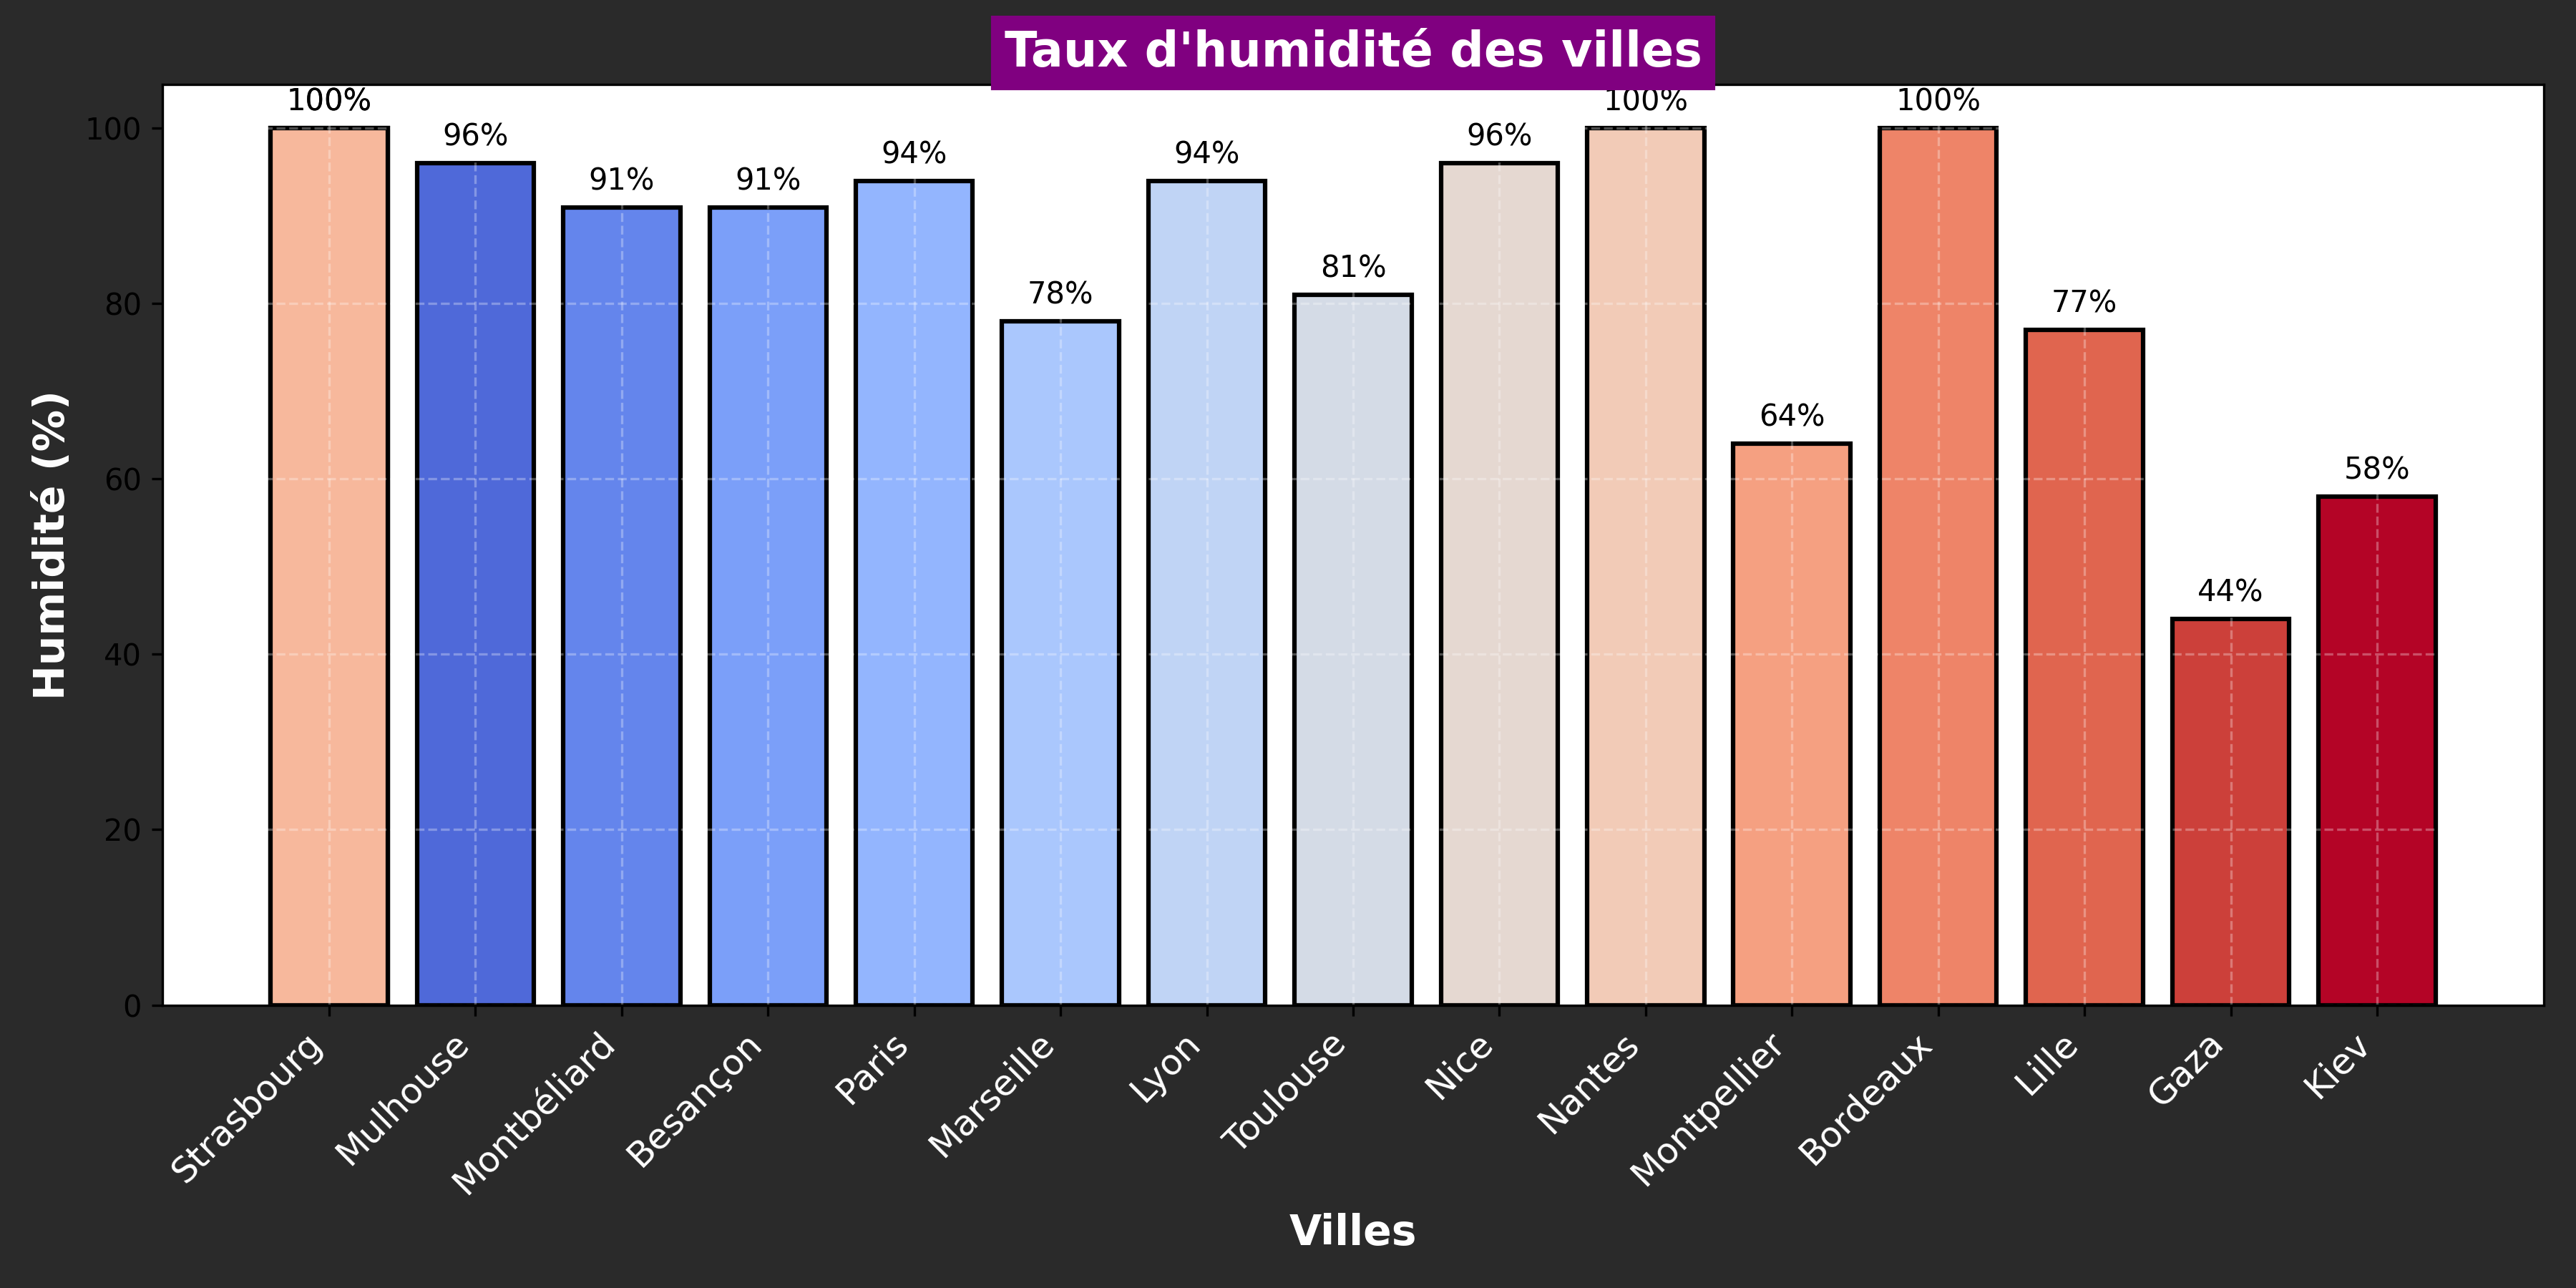 Taux d'humidité des villes
100%
96%
91%
91%
94%
78%
94%
81%
96%
100%
64%
100%
77%
44%
58%
Humidité (%)
100
80
60
40
20
0
Strasbourg
Mulhouse
Montbéliard
Besançon
Paris
Marseille
Lyon
Toulouse
Nice
Nantes
Montpellier
Bordeaux
Lille
Gaza
Kiev
Villes